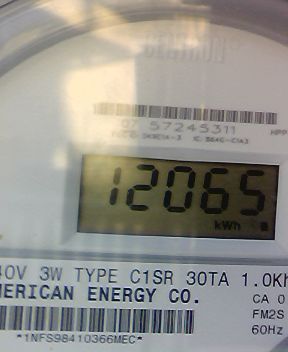 CENTRON
07 57245311
12065
kWh
40V 3W TYPE C1SR 30TA 1.0Kh
MERICAN ENERGY CO.
CA 0
FM2S
60Hz
*1NFS98410366MEC*